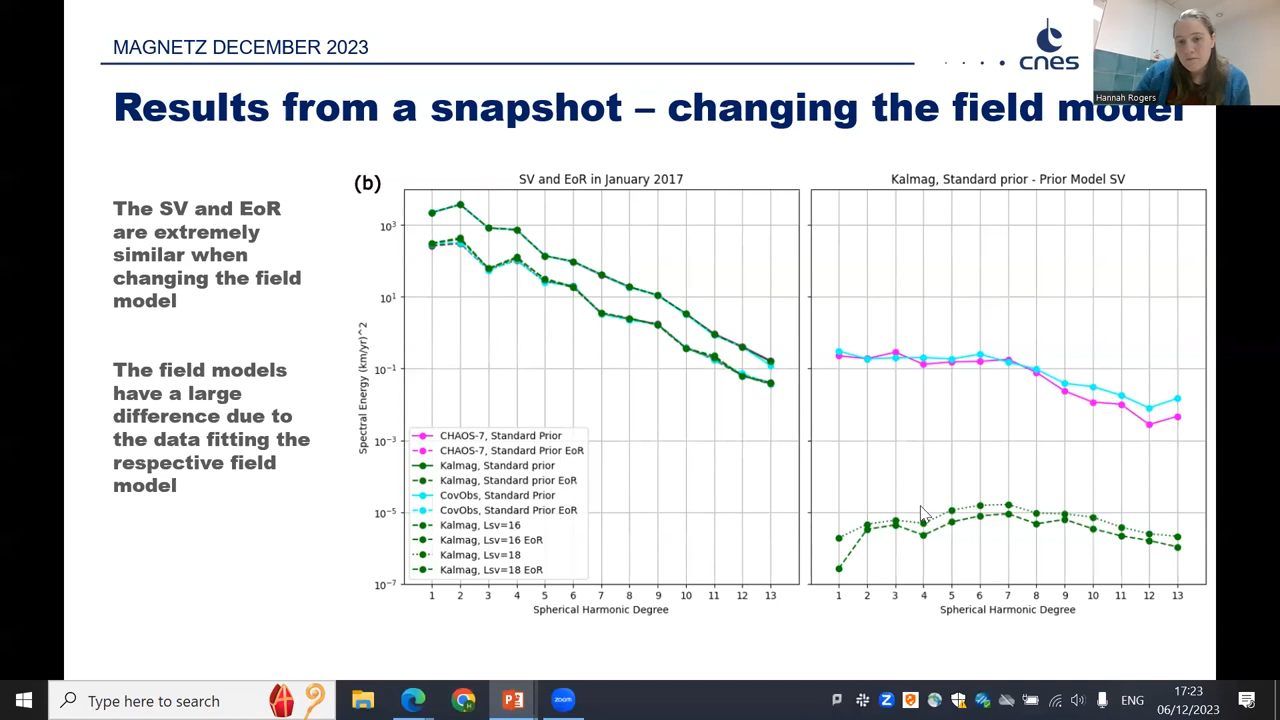 MAGNETZ DECEMBER 2023
cnes
Hannah Rogers
Results from a snapshot – changing the field model
The SV and EoR
are extremely
similar when
changing the field
model
The field models
have a large
difference due to
the data fitting the
respective field
model
(b)
SV and EoR in January 2017
Spectral Energy (km/yr)^2
10^3
10^1
10^-1
10^-3
10^-5
10^-7
CHAOS-7, Standard Prior
CHAOS-7, Standard Prior EoR
Kalmag, Standard prior
Kalmag, Standard prior EoR
CovObs, Standard Prior
CovObs, Standard Prior EoR
Kalmag, Lsv=16
Kalmag, Lsv=16 EoR
Kalmag, Lsv=18
Kalmag, Lsv=18 EoR
1 2 3 4 5 6 7 8 9 10 11 12 13
Spherical Harmonic Degree
Kalmag, Standard prior - Prior Model SV
1 2 3 4 5 6 7 8 9 10 11 12 13
Spherical Harmonic Degree
Type here to search
zoom
ENG
17:23
06/12/2023